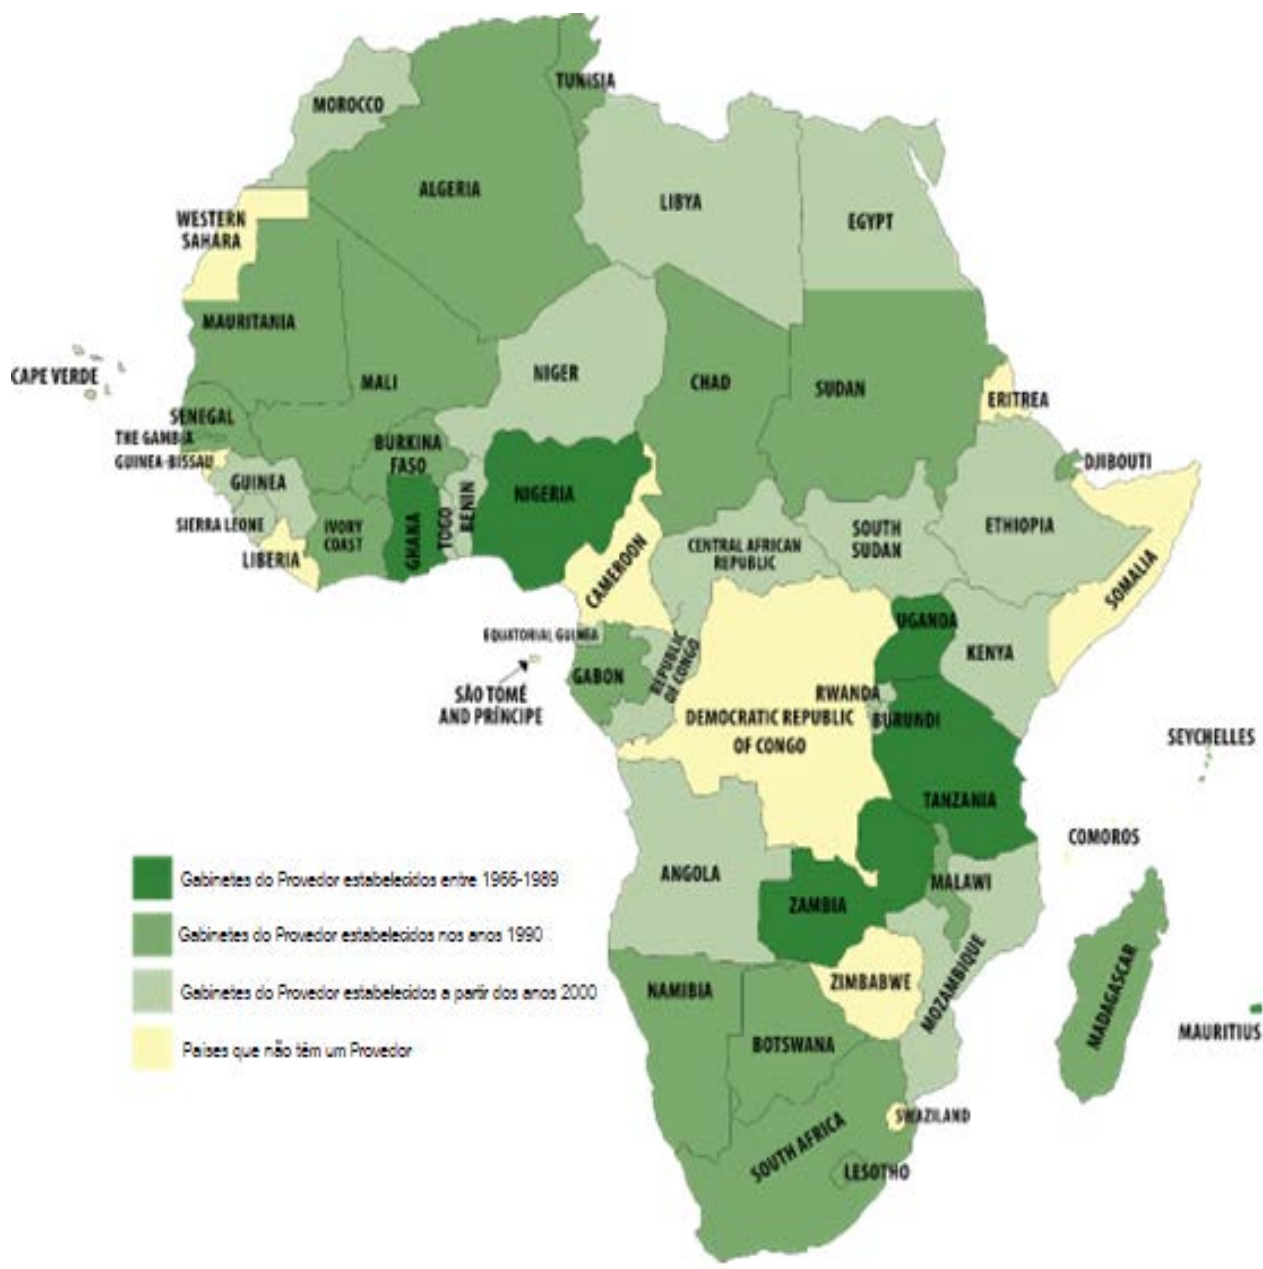 TUNISIA
MOROCCO
ALGERIA
LIBYA
EGYPT
WESTERN
SAHARA
MAURITANIA
MALI
NIGER
CHAD
SUDAN
ERITREA
CAPE VERDE
SENEGAL
THE GAMBIA
GUINEA-BISSAU
BURKINA
FASO
DJIBOUTI
GUINEA
SIERRA LEONE
LIBERIA
IVORY
COAST
GHANA
TOGO
BENIN
NIGERIA
CAMEROON
CENTRAL AFRICAN
REPUBLIC
SOUTH
SUDAN
ETHIOPIA
SOMALIA
EQUATORIAL GUINEA
SÃO TOMÉ
AND PRÍNCIPE
GABON
REPUBLIC
OF CONGO
DEMOCRATIC REPUBLIC
OF CONGO
UGANDA
KENYA
RWANDA
BURUNDI
TANZANIA
SEYCHELLES
COMOROS
ANGOLA
ZAMBIA
MALAWI
MOZAMBIQUE
ZIMBABWE
NAMIBIA
BOTSWANA
MADAGASCAR
MAURITIUS
SWAZILAND
SOUTH AFRICA
LESOTHO
Gabinetes do Provedor estabelecidos entre 1966-1989
Gabinetes do Provedor estabelecidos nos anos 1990
Gabinetes do Provedor estabelecidos a partir dos anos 2000
Países que não têm um Provedor